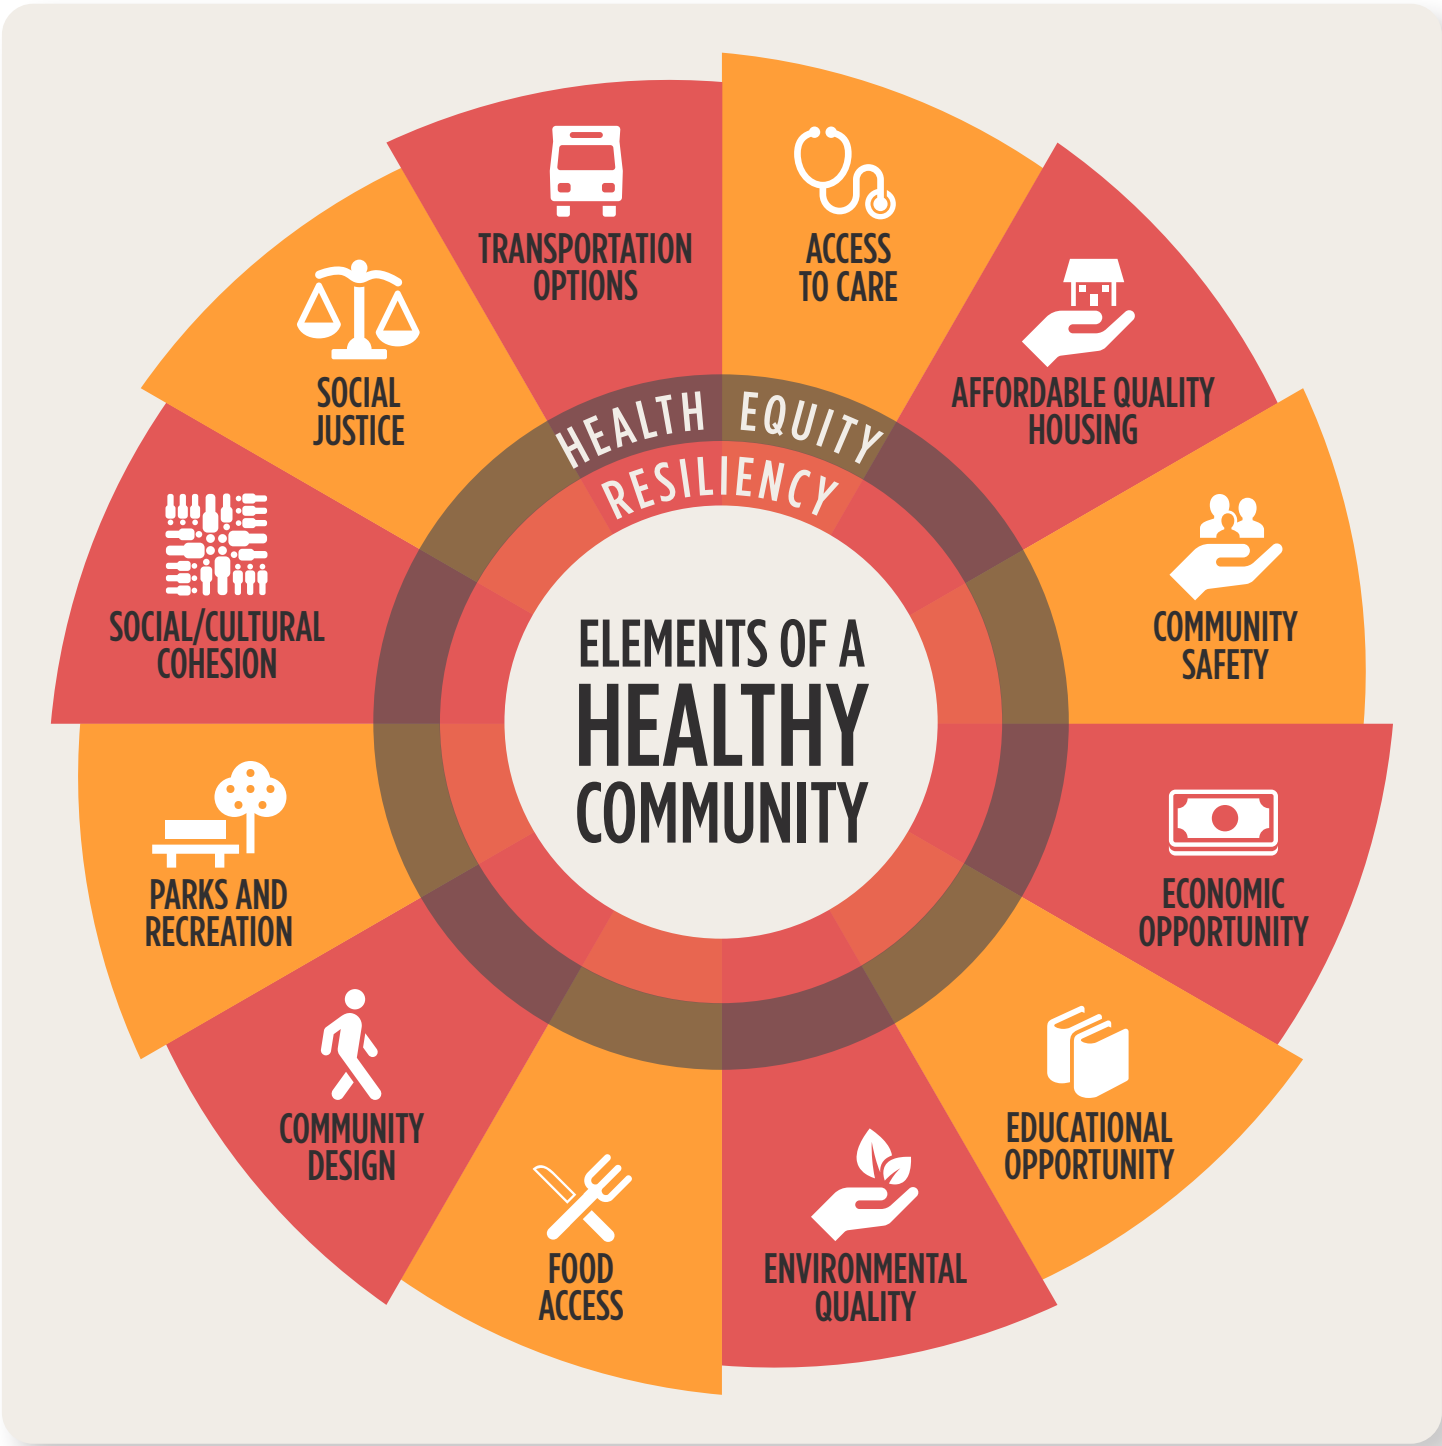 ELEMENTS OF A
HEALTHY
COMMUNITY
HEALTH EQUITY
RESILIENCY
ACCESS
TO CARE
AFFORDABLE QUALITY
HOUSING
COMMUNITY
SAFETY
ECONOMIC
OPPORTUNITY
EDUCATIONAL
OPPORTUNITY
ENVIRONMENTAL
QUALITY
FOOD
ACCESS
COMMUNITY
DESIGN
PARKS AND
RECREATION
SOCIAL/CULTURAL
COHESION
SOCIAL
JUSTICE
TRANSPORTATION
OPTIONS